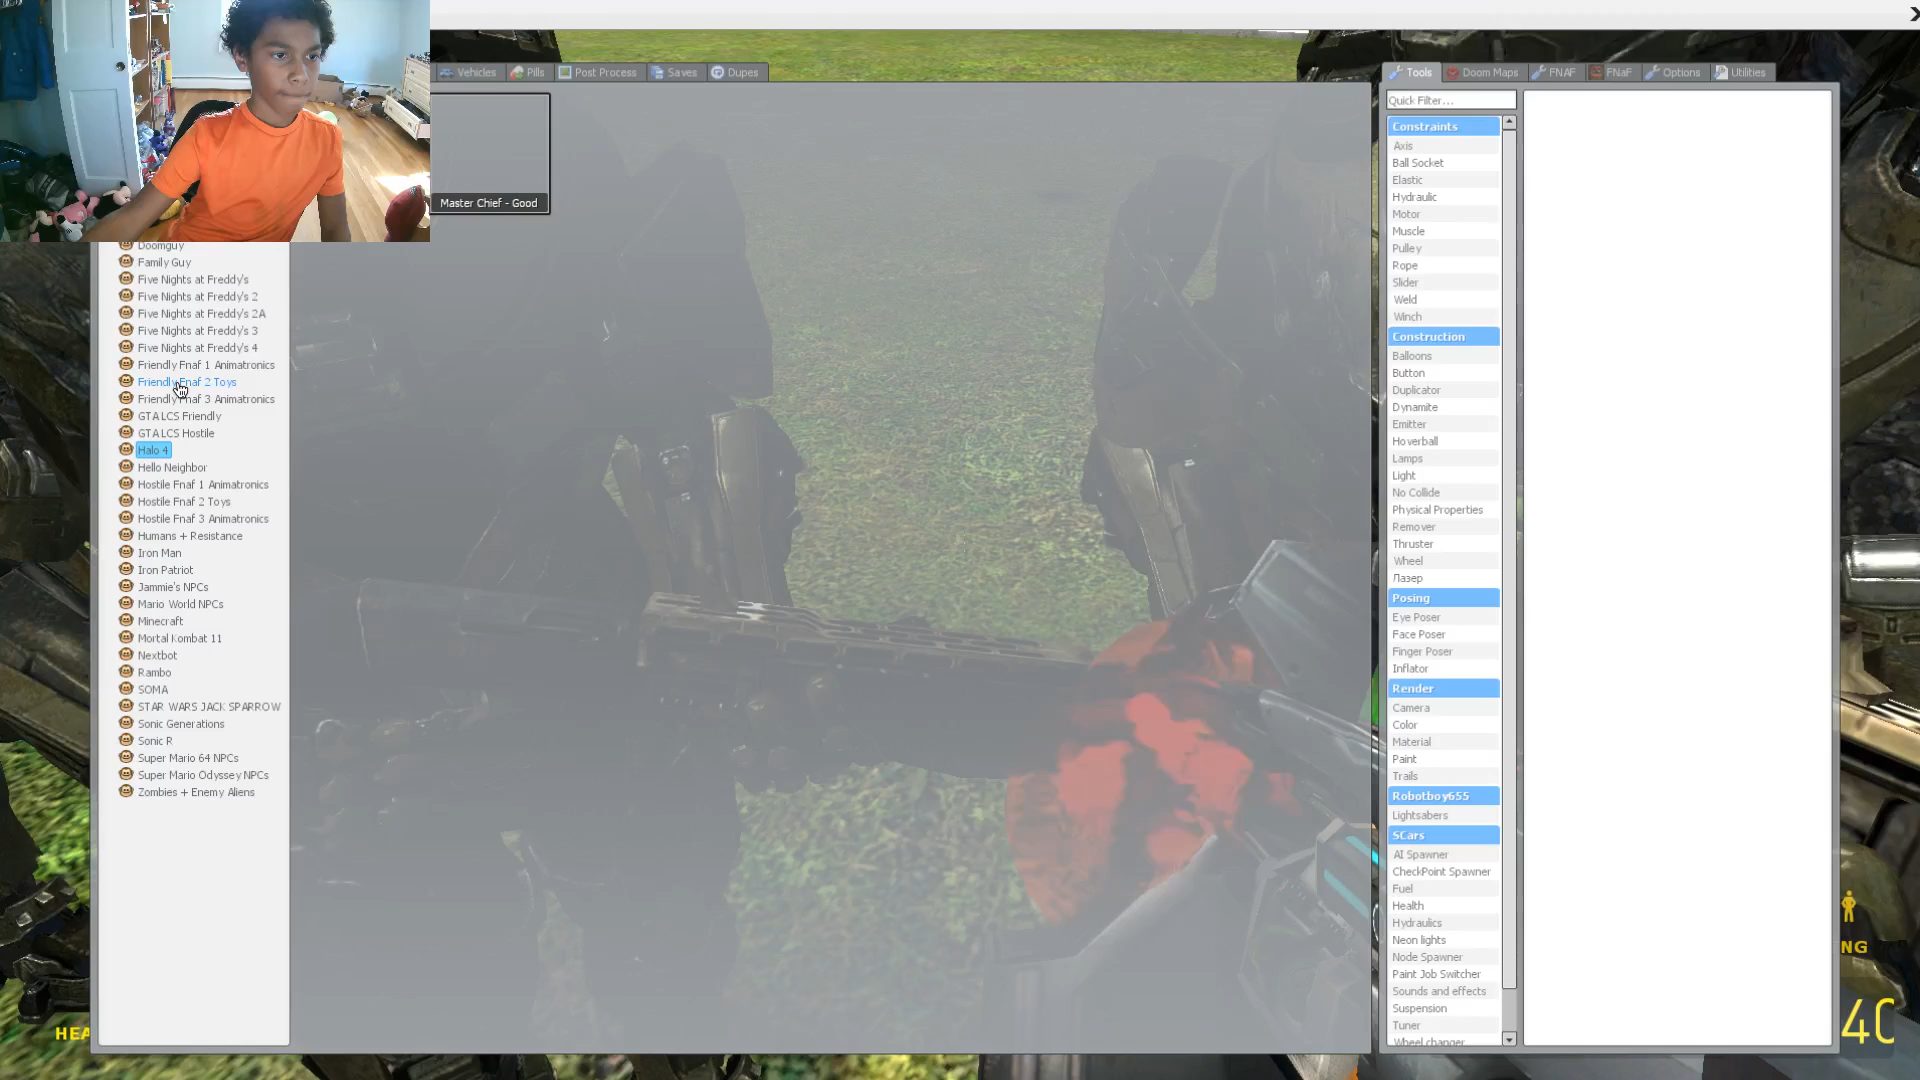 Vehicles
Pills
Post Process
Saves
Dupes
Tools
Doom Maps
FNAF
FNaF
Options
Utilities
Master Chief - Good
Doomguy
Family Guy
Five Nights at Freddy's
Five Nights at Freddy's 2
Five Nights at Freddy's 2A
Five Nights at Freddy's 3
Five Nights at Freddy's 4
Friendly Fnaf 1 Animatronics
Friendly Fnaf 2 Toys
Friendly Fnaf 3 Animatronics
GTA LCS Friendly
GTA LCS Hostile
Halo 4
Hello Neighbor
Hostile Fnaf 1 Animatronics
Hostile Fnaf 2 Toys
Hostile Fnaf 3 Animatronics
Humans + Resistance
Iron Man
Iron Patriot
Jammie's NPCs
Mario World NPCs
Minecraft
Mortal Kombat 11
Nextbot
Rambo
SOMA
STAR WARS JACK SPARROW
Sonic Generations
Sonic R
Super Mario 64 NPCs
Super Mario Odyssey NPCs
Zombies + Enemy Aliens
HEA
Quick Filter...
Constraints
Axis
Ball Socket
Elastic
Hydraulic
Motor
Muscle
Pulley
Rope
Slider
Weld
Winch
Construction
Balloons
Button
Duplicator
Dynamite
Emitter
Hoverball
Lamps
Light
No Collide
Physical Properties
Remover
Thruster
Wheel
Лазер
Posing
Eye Poser
Face Poser
Finger Poser
Inflator
Render
Camera
Color
Material
Paint
Trails
Robotboy655
Lightsabers
SCars
AI Spawner
CheckPoint Spawner
Fuel
Health
Hydraulics
Neon lights
Node Spawner
Paint Job Switcher
Sounds and effects
Suspension
Tuner
Wheel changer
NG
40